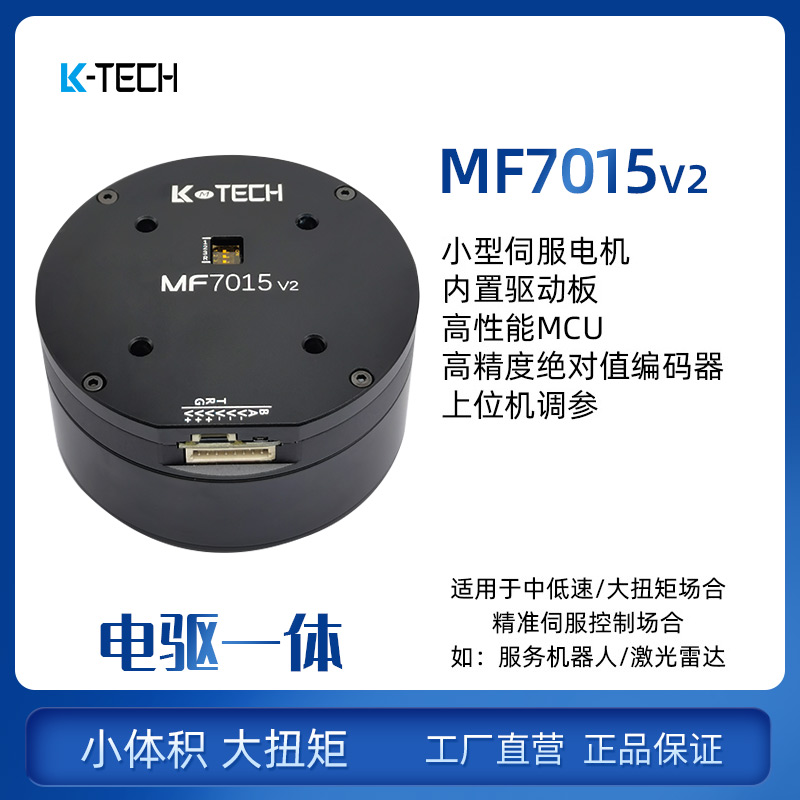 K-TECH
MF7015V2
小型伺服电机
内置驱动板
高性能MCU
高精度绝对值编码器
上位机调参
K M TECH
MF7015 V2
适用于中低速/大扭矩场合
精准伺服控制场合
如：服务机器人/激光雷达
电驱一体
小体积 大扭矩
工厂直营 正品保证